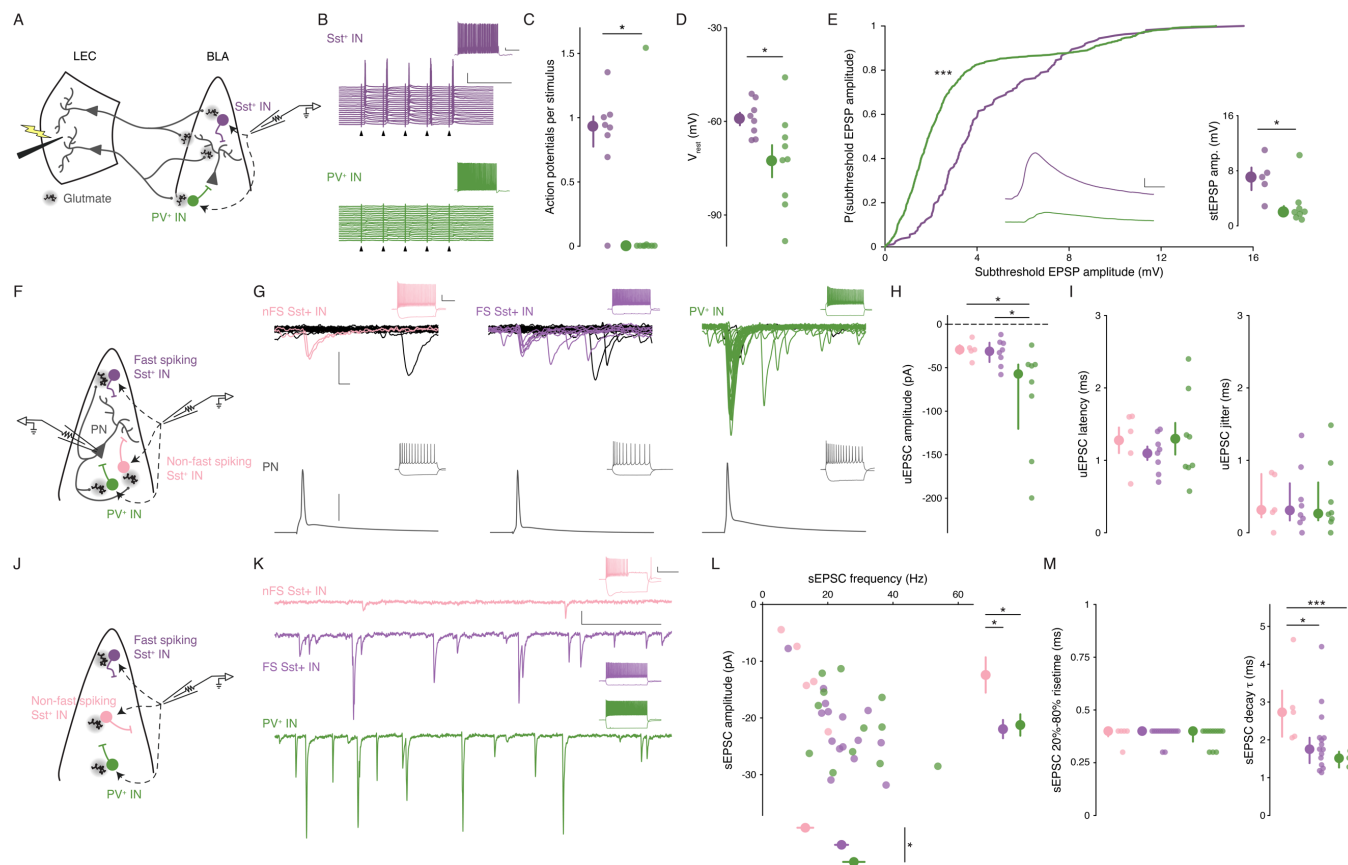 A
LEC
BLA
Sst⁺ IN
Glutmate
PV⁺ IN
B
Sst⁺ IN
PV⁺ IN
C
*
Action potentials per stimulus
1.5
1
0.5
0
D
*
V rest (mV)
-30
-60
-90
E
P(subthreshold EPSP amplitude)
1
0.8
0.6
0.4
0.2
0
***
0
4
8
12
16
Subthreshold EPSP amplitude (mV)
*
stEPSP amp. (mV)
16
8
0
F
Fast spiking
Sst⁺ IN
PN
Non-fast spiking
Sst⁺ IN
PV⁺ IN
G
nFS Sst+ IN
FS Sst+ IN
PV⁺ IN
PN
H
*
*
uEPSC amplitude (pA)
0
-50
-100
-150
-200
I
uEPSC latency (ms)
3
2
1
0
uEPSC jitter (ms)
3
2
1
0
J
Fast spiking
Sst⁺ IN
Non-fast spiking
Sst⁺ IN
PV⁺ IN
K
nFS Sst+ IN
FS Sst+ IN
PV⁺ IN
L
sEPSC frequency (Hz)
0
20
40
60
sEPSC amplitude (pA)
0
-10
-20
-30
*
*
*
M
sEPSC 20%-80% risetime (ms)
1
0.75
0.5
0.25
0
***
*
sEPSC decay τ (ms)
5
4
3
2
1
0